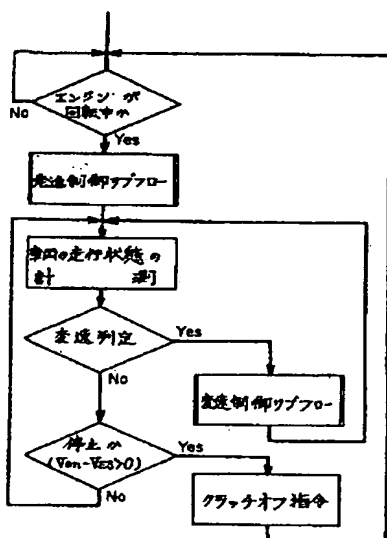 エンジンが
回転中か
No
Yes
発進制御サブフロー
車両の走行状態の
計 測
変速判定
Yes
No
変速制御サブフロー
停止か
Yes
No
クラッチオフ指令